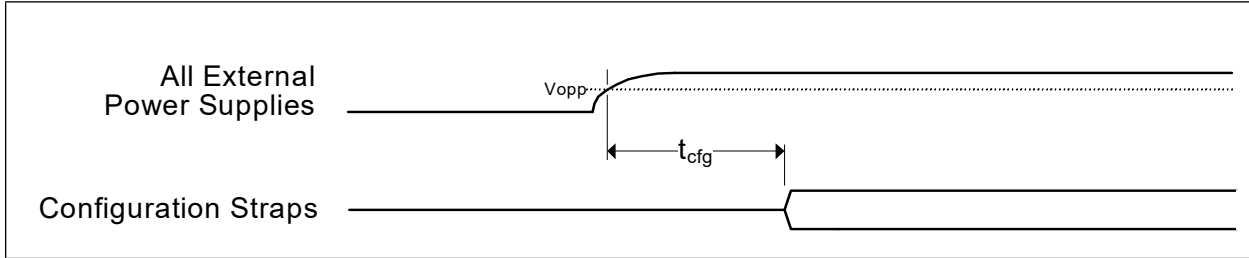 All External
Power Supplies
Vopp
tcfg
Configuration Straps